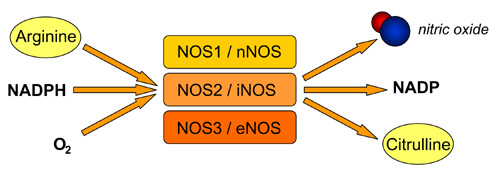 Arginine
NADPH
O₂
NOS1 / nNOS
NOS2 / iNOS
NOS3 / eNOS
nitric oxide
NADP
Citrulline